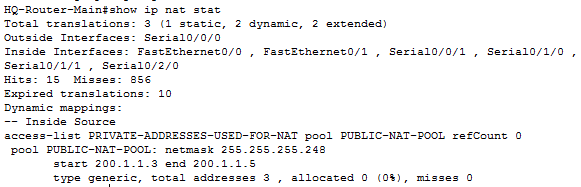 HQ-Router-Main#show ip nat stat
Total translations: 3 (1 static, 2 dynamic, 2 extended)
Outside Interfaces: Serial0/0/0
Inside Interfaces: FastEthernet0/0 , FastEthernet0/1 , Serial0/0/1 , Serial0/1/0 ,
Serial0/1/1 , Serial0/2/0
Hits: 15  Misses: 856
Expired translations: 10
Dynamic mappings:
-- Inside Source
access-list PRIVATE-ADDRESSES-USED-FOR-NAT pool PUBLIC-NAT-POOL refCount 0
 pool PUBLIC-NAT-POOL: netmask 255.255.255.248
       start 200.1.1.3 end 200.1.1.5
       type generic, total addresses 3 , allocated 0 (0%), misses 0